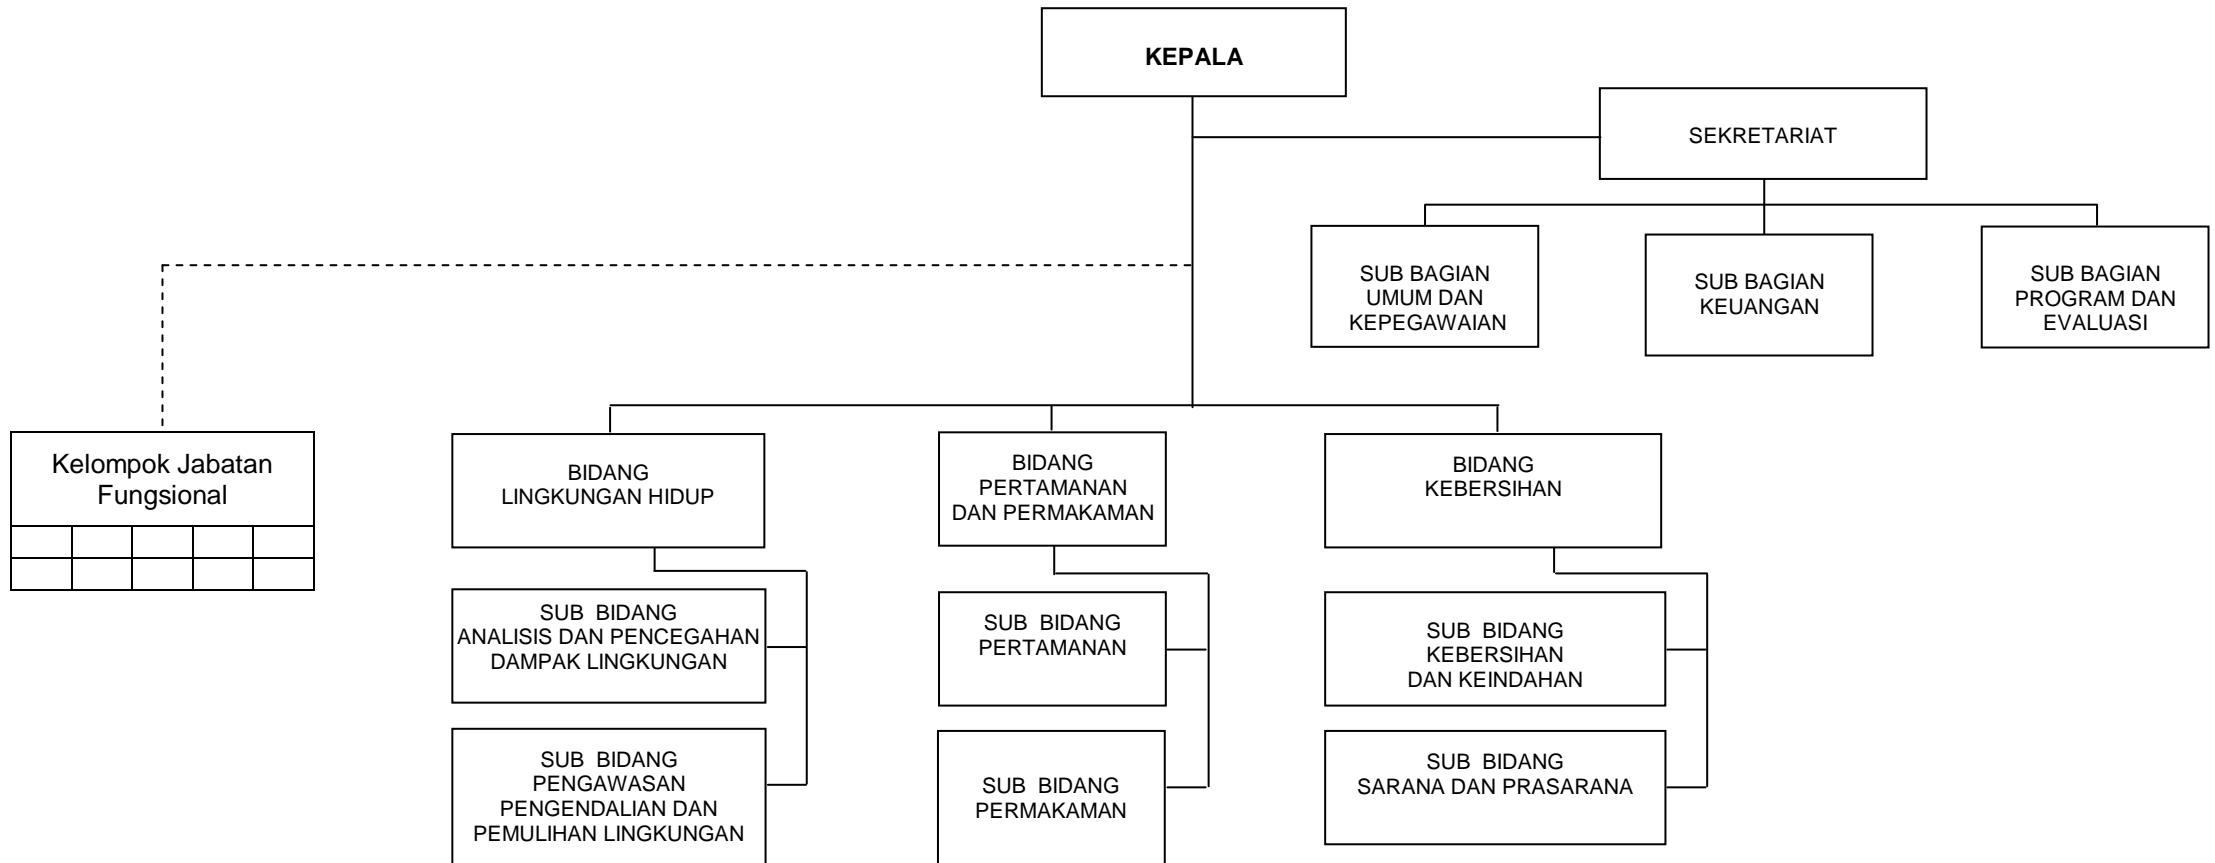 KEPALA
SEKRETARIAT
SUB BAGIAN
UMUM DAN
KEPEGAWAIAN
SUB BAGIAN
KEUANGAN
SUB BAGIAN
PROGRAM DAN
EVALUASI
Kelompok Jabatan
Fungsional
BIDANG
LINGKUNGAN HIDUP
BIDANG
PERTAMANAN
DAN PERMAKAMAN
BIDANG
KEBERSIHAN
SUB  BIDANG
ANALISIS DAN PENCEGAHAN
DAMPAK LINGKUNGAN
SUB  BIDANG
PERTAMANAN
SUB  BIDANG
KEBERSIHAN
DAN KEINDAHAN
SUB  BIDANG
PENGAWASAN
PENGENDALIAN DAN
PEMULIHAN LINGKUNGAN
SUB  BIDANG
PERMAKAMAN
SUB  BIDANG
SARANA DAN PRASARANA